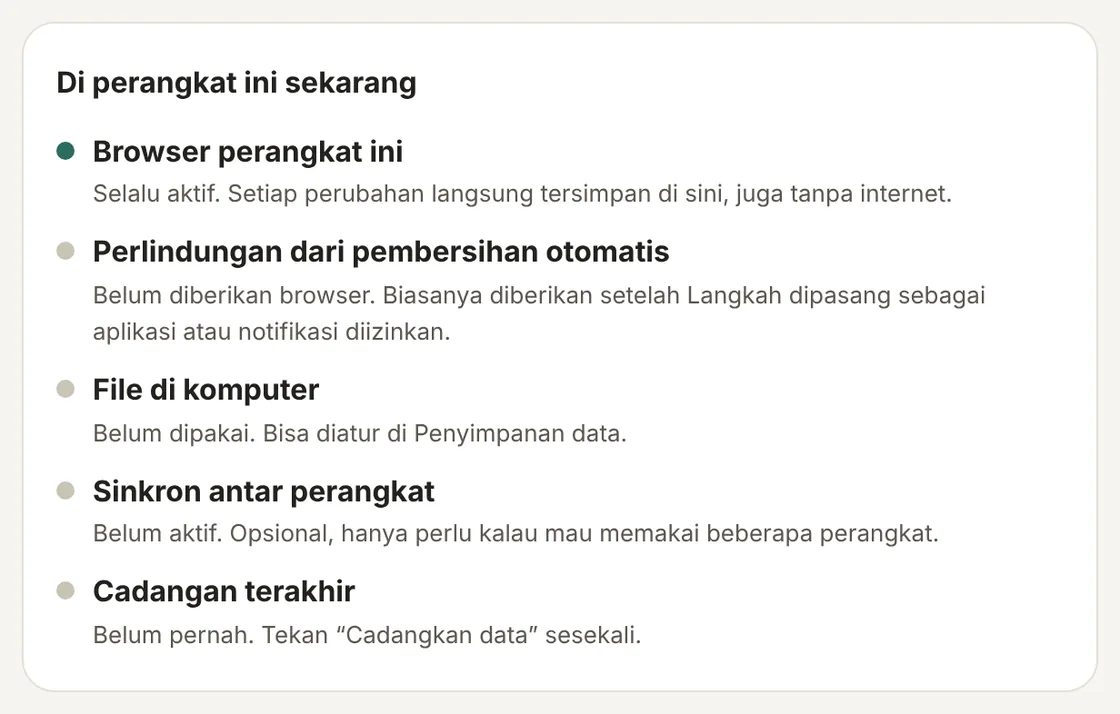 Di perangkat ini sekarang
Browser perangkat ini
Selalu aktif. Setiap perubahan langsung tersimpan di sini, juga tanpa internet.
Perlindungan dari pembersihan otomatis
Belum diberikan browser. Biasanya diberikan setelah Langkah dipasang sebagai
aplikasi atau notifikasi diizinkan.
File di komputer
Belum dipakai. Bisa diatur di Penyimpanan data.
Sinkron antar perangkat
Belum aktif. Opsional, hanya perlu kalau mau memakai beberapa perangkat.
Cadangan terakhir
Belum pernah. Tekan “Cadangkan data” sesekali.